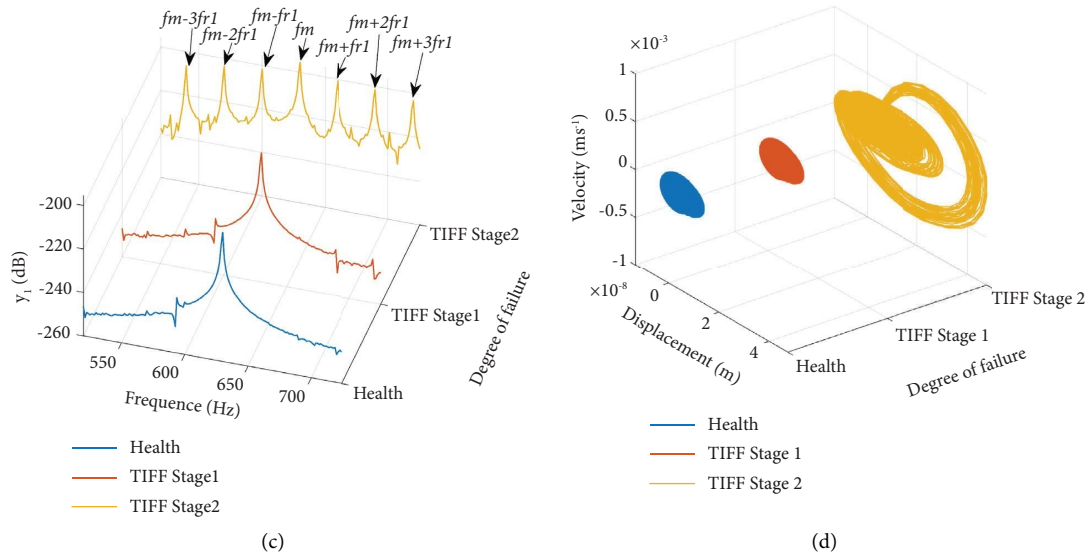 fm-3fr1
fm-2fr1
fm-fr1
fm
fm+fr1
fm+2fr1
fm+3fr1
-200
-220
-240
-260
y1 (dB)
550
600
650
700
Frequence (Hz)
Health
TIFF Stage1
TIFF Stage2
Degree of failure
Health
TIFF Stage1
TIFF Stage2
(c)
×10-3
1
0.5
0
-0.5
-1
Velocity (ms-1)
×10-8
0
2
4
Displacement (m)
Health
TIFF Stage 1
TIFF Stage 2
Degree of failure
Health
TIFF Stage 1
TIFF Stage 2
(d)